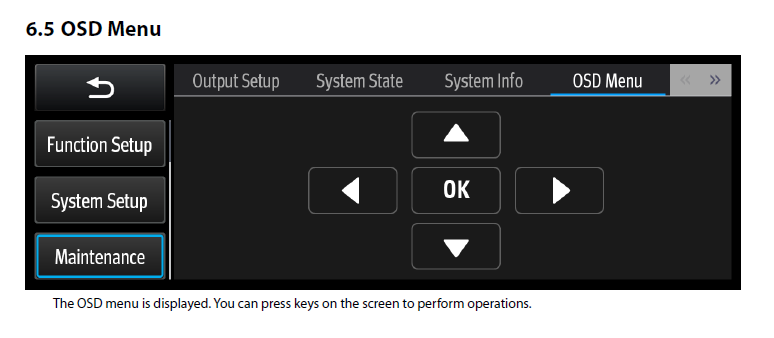 6.5 OSD Menu
Output Setup System State System Info OSD Menu « »
Function Setup
System Setup
OK
Maintenance
The OSD menu is displayed. You can press keys on the screen to perform operations.